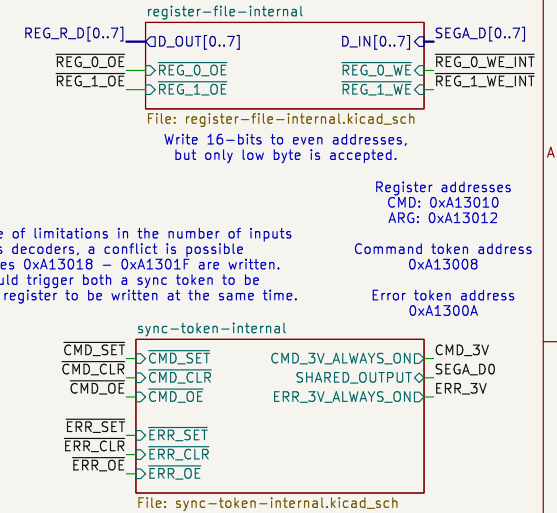 register-file-internal
REG_R_D[0..7]
D_OUT[0..7]
D_IN[0..7]
SEGA_D[0..7]
REG_0_OE
REG_0_OE
REG_0_WE
REG_0_WE_INT
REG_1_OE
REG_1_OE
REG_1_WE
REG_1_WE_INT
File: register-file-internal.kicad_sch
Write 16-bits to even addresses,
but only low byte is accepted.
A
Register addresses
CMD: 0xA13010
ARG: 0xA13012
e of limitations in the number of inputs
s decoders, a conflict is possible
es 0xA13018 - 0xA1301F are written.
uld trigger both a sync token to be
register to be written at the same time.
Command token address
0xA13008
Error token address
0xA1300A
sync-token-internal
CMD_SET
CMD_SET
CMD_3V_ALWAYS_ON
CMD_3V
CMD_CLR
CMD_CLR
SHARED_OUTPUT
SEGA_D0
CMD_OE
CMD_OE
ERR_3V_ALWAYS_ON
ERR_3V
ERR_SET
ERR_SET
ERR_CLR
ERR_CLR
ERR_OE
ERR_OE
File: sync-token-internal.kicad_sch